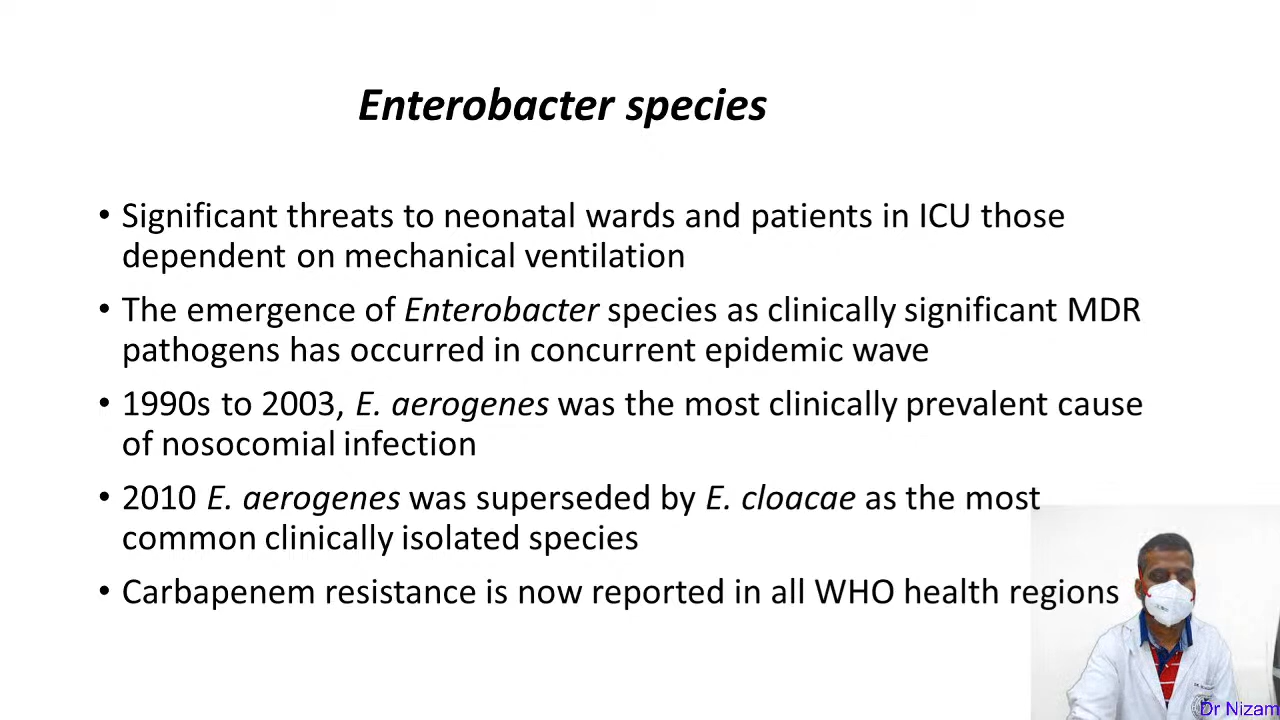 Enterobacter species
• Significant threats to neonatal wards and patients in ICU those
dependent on mechanical ventilation
• The emergence of Enterobacter species as clinically significant MDR
pathogens has occurred in concurrent epidemic wave
• 1990s to 2003, E. aerogenes was the most clinically prevalent cause
of nosocomial infection
• 2010 E. aerogenes was superseded by E. cloacae as the most
common clinically isolated species
• Carbapenem resistance is now reported in all WHO health regions
Dr Nizam